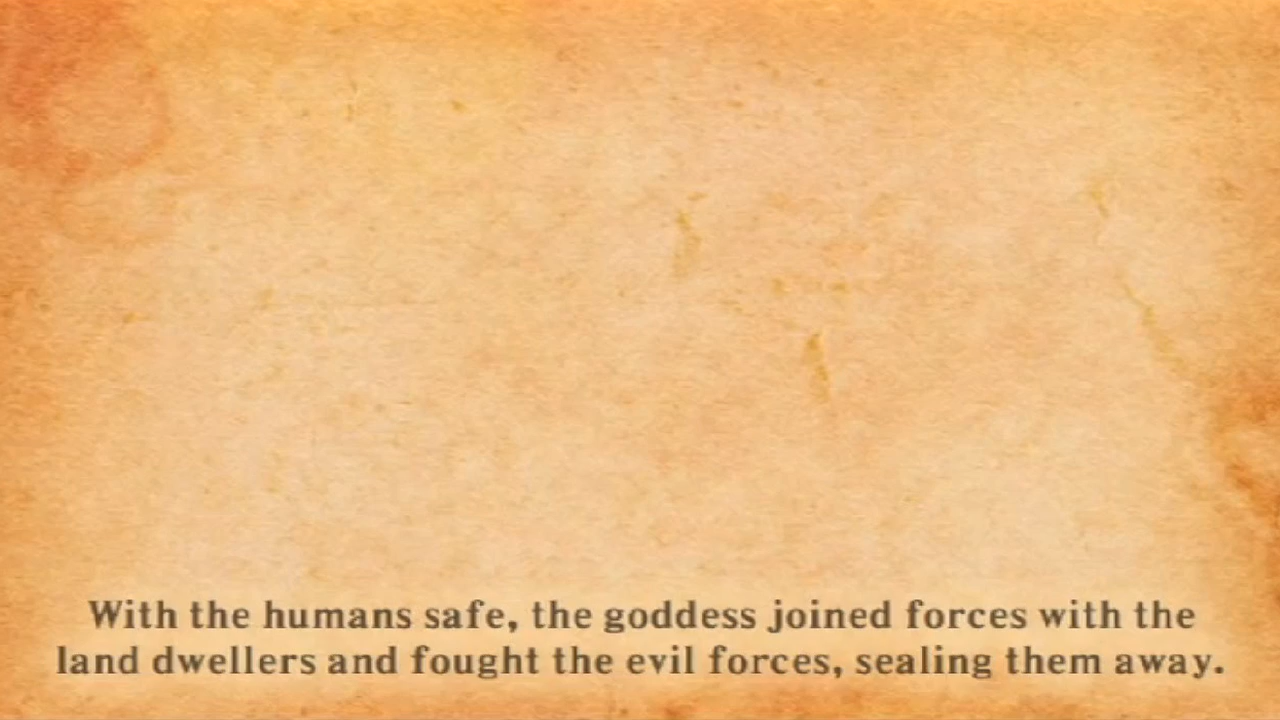 With the humans safe, the goddess joined forces with the
land dwellers and fought the evil forces, sealing them away.